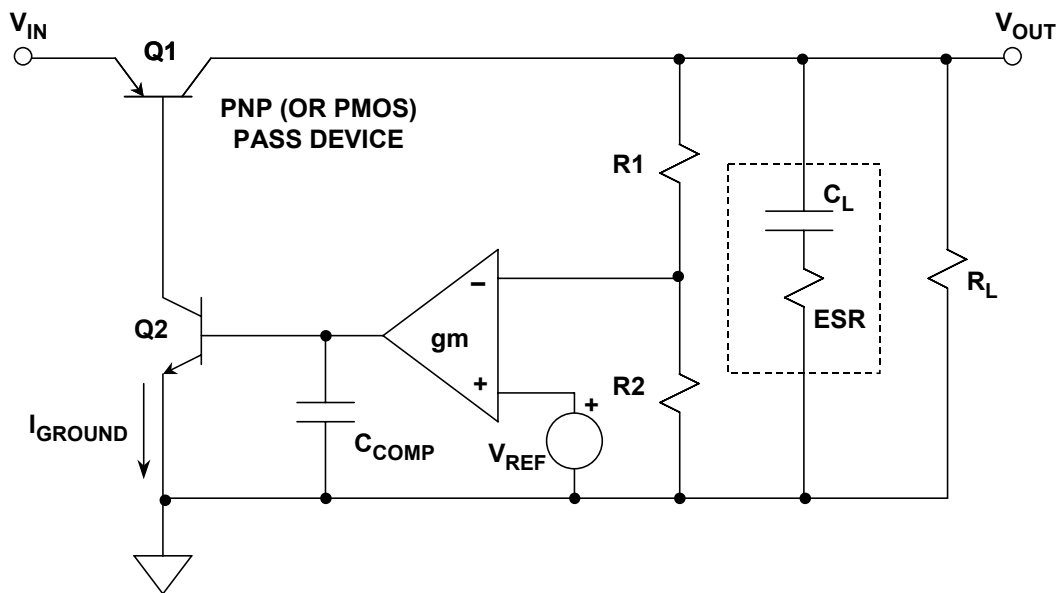 VIN
VOUT
Q1
PNP (OR PMOS)
PASS DEVICE
R1
CL
ESR
RL
Q2
gm
−
+
R2
+
VREF
CCOMP
IGROUND